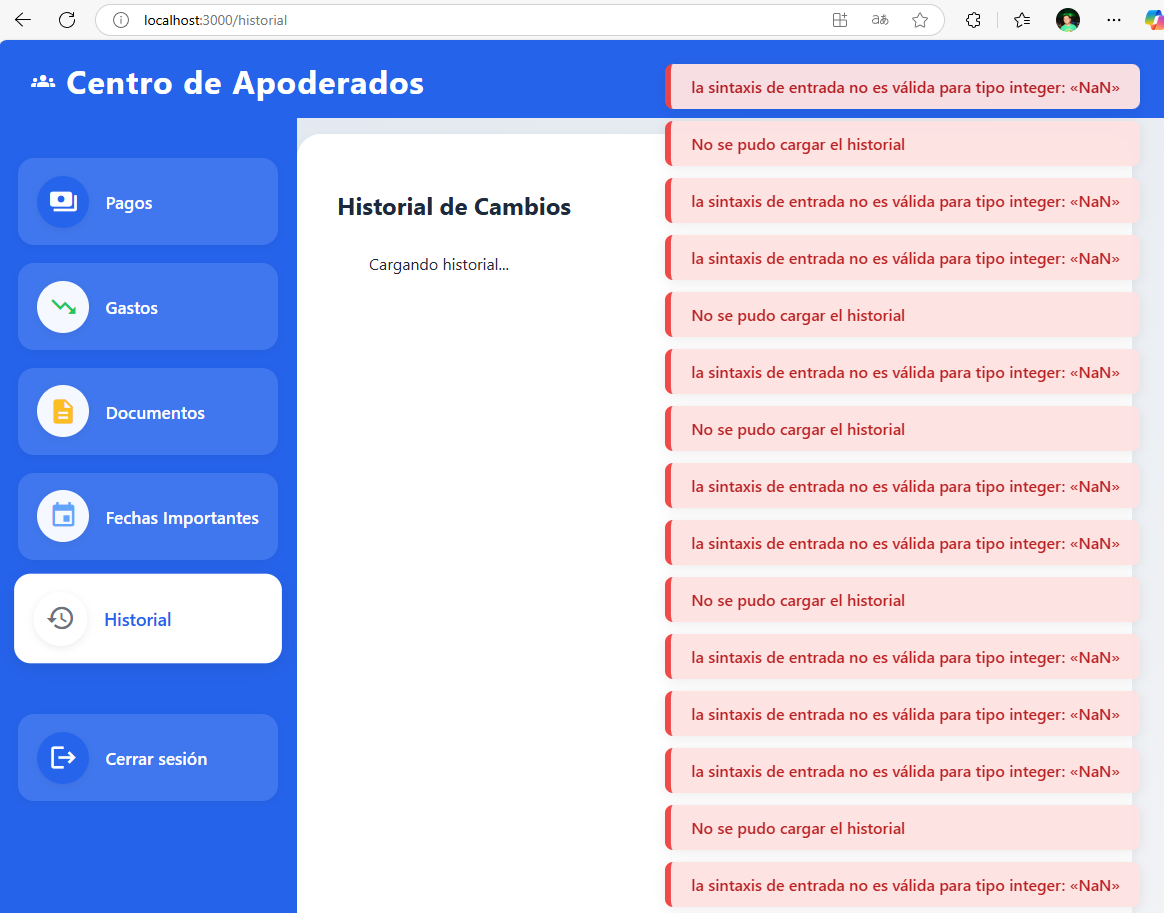 localhost:3000/historial
Centro de Apoderados
Pagos
Gastos
Documentos
Fechas Importantes
Historial
Cerrar sesión
Historial de Cambios
Cargando historial...
la sintaxis de entrada no es válida para tipo integer: «NaN»
No se pudo cargar el historial
la sintaxis de entrada no es válida para tipo integer: «NaN»
la sintaxis de entrada no es válida para tipo integer: «NaN»
No se pudo cargar el historial
la sintaxis de entrada no es válida para tipo integer: «NaN»
No se pudo cargar el historial
la sintaxis de entrada no es válida para tipo integer: «NaN»
la sintaxis de entrada no es válida para tipo integer: «NaN»
No se pudo cargar el historial
la sintaxis de entrada no es válida para tipo integer: «NaN»
la sintaxis de entrada no es válida para tipo integer: «NaN»
la sintaxis de entrada no es válida para tipo integer: «NaN»
No se pudo cargar el historial
la sintaxis de entrada no es válida para tipo integer: «NaN»